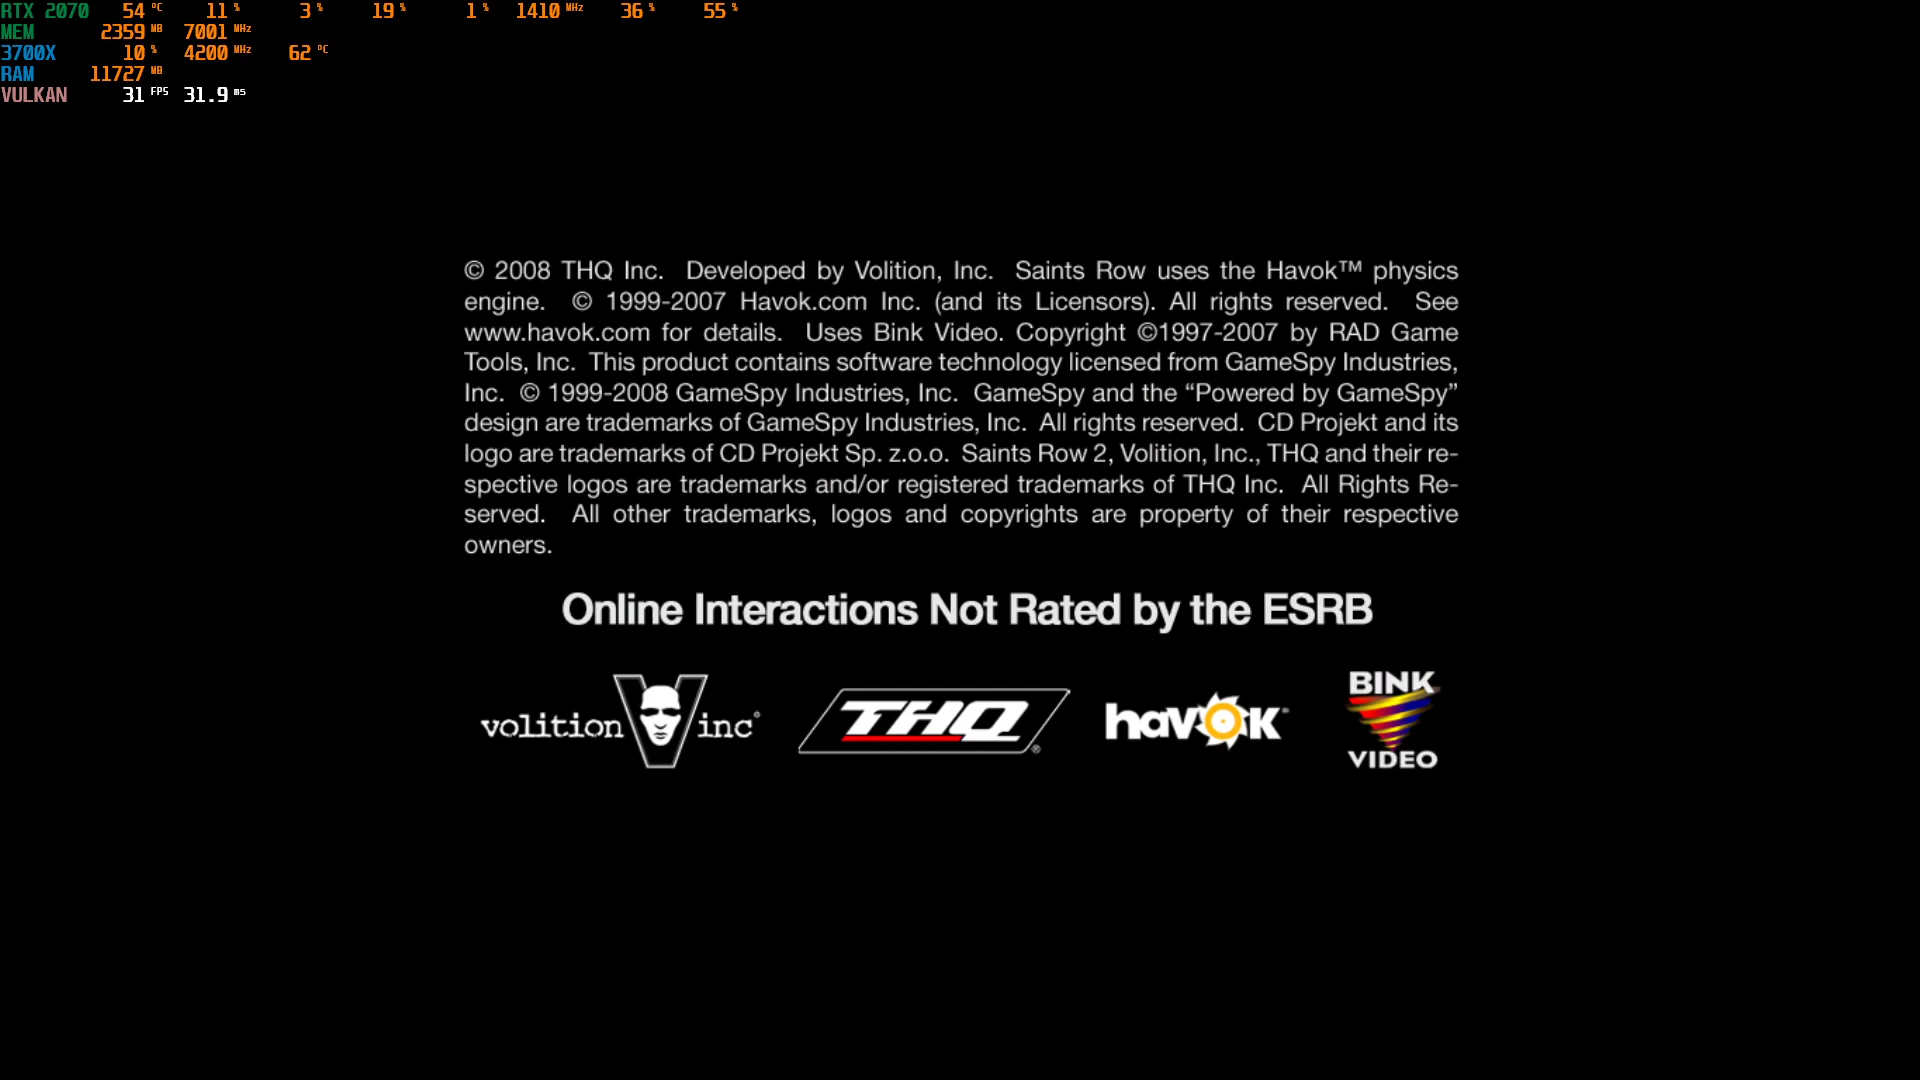 RTX 2070 54 °C 11 % 3 % 19 % 1 % 1410 MHz 36 % 55 %
MEM 2359 MB 7001 MHz
3700X 10 % 4200 MHz 62 °C
RAM 11727 MB
VULKAN 31 FPS 31.9 ms
© 2008 THQ Inc. Developed by Volition, Inc. Saints Row uses the Havok™ physics
engine. © 1999-2007 Havok.com Inc. (and its Licensors). All rights reserved. See
www.havok.com for details. Uses Bink Video. Copyright ©1997-2007 by RAD Game
Tools, Inc. This product contains software technology licensed from GameSpy Industries,
Inc. © 1999-2008 GameSpy Industries, Inc. GameSpy and the “Powered by GameSpy”
design are trademarks of GameSpy Industries, Inc. All rights reserved. CD Projekt and its
logo are trademarks of CD Projekt Sp. z.o.o. Saints Row 2, Volition, Inc., THQ and their re-
spective logos are trademarks and/or registered trademarks of THQ Inc. All Rights Re-
served. All other trademarks, logos and copyrights are property of their respective
owners.
Online Interactions Not Rated by the ESRB
volition V inc THQ ® havok BINK
VIDEO